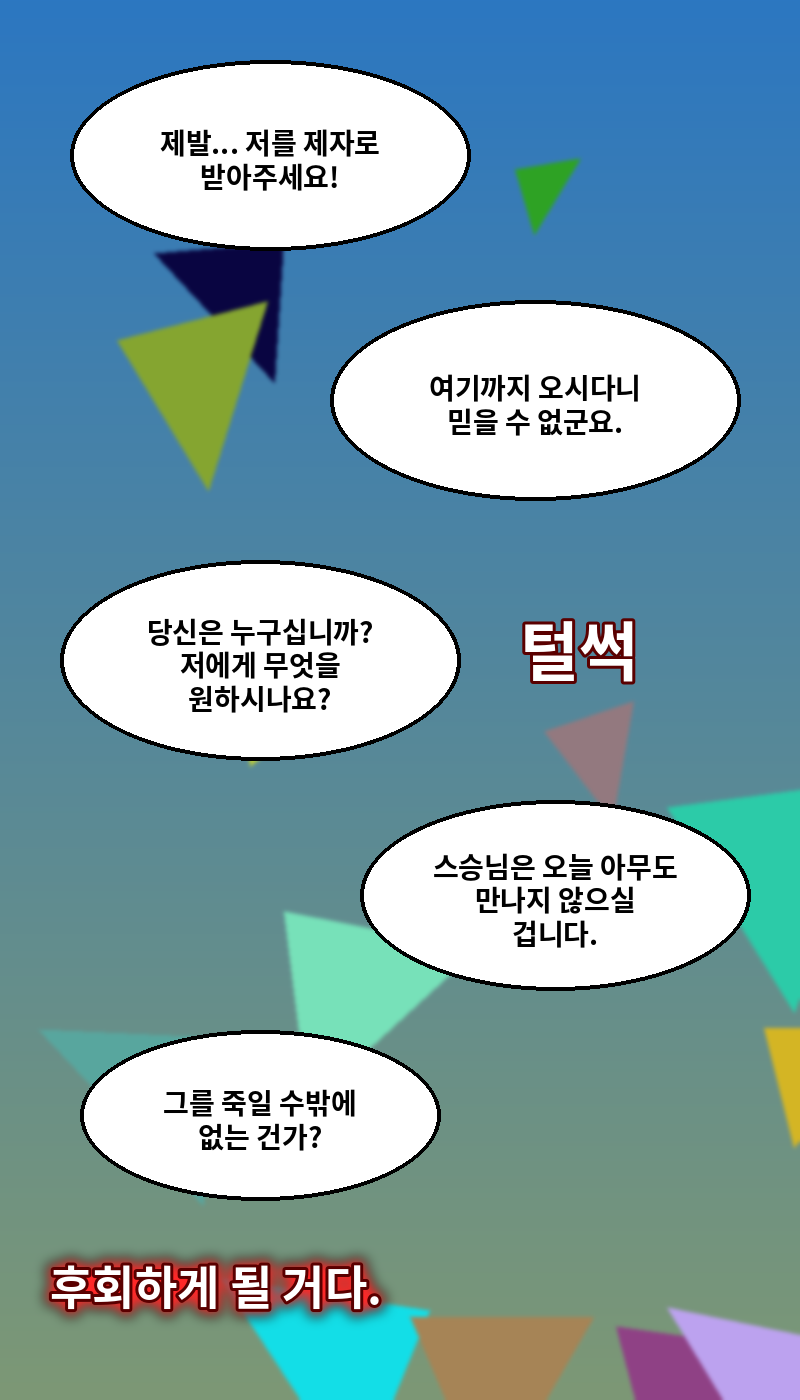 제발... 저를 제자로
받아주세요!
여기까지 오시다니
믿을 수 없군요.
당신은 누구십니까?
저에게 무엇을
원하시나요?
털썩
스승님은 오늘 아무도
만나지 않으실
겁니다.
그를 죽일 수밖에
없는 건가?
후회하게 될 거다.